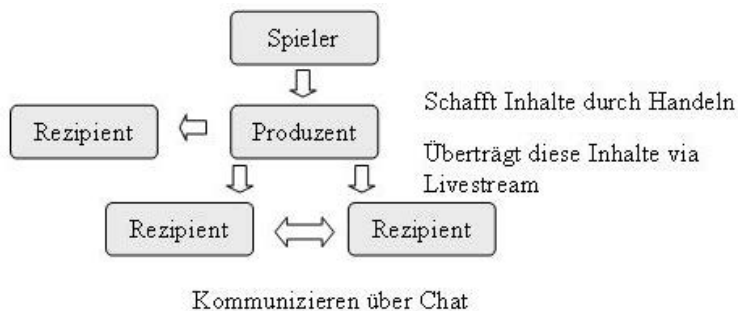 Spieler
Schafft Inhalte durch Handeln
Rezipient
Produzent
Überträgt diese Inhalte via
Livestream
Rezipient
Rezipient
Kommunizieren über Chat